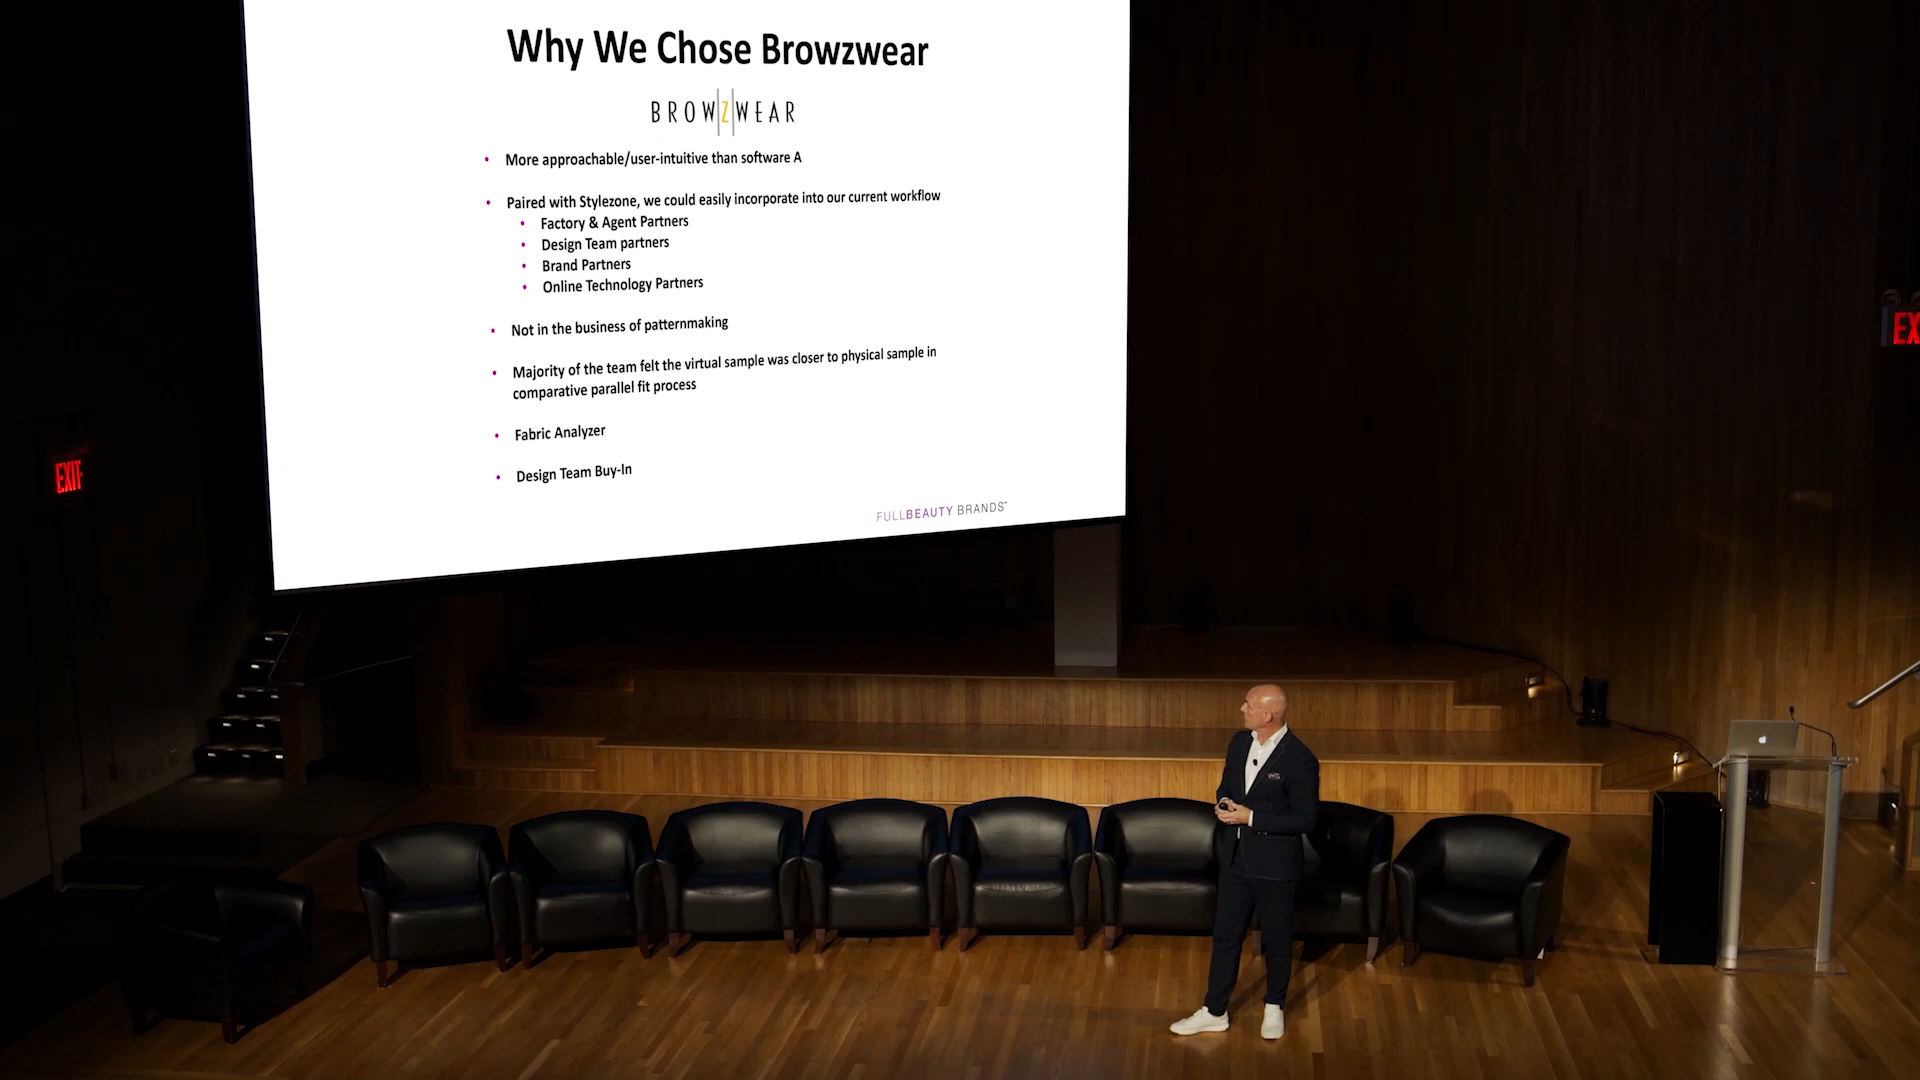 Why We Chose Browzwear
BROWZWEAR
• More approachable/user-intuitive than software A
• Paired with Stylezone, we could easily incorporate into our current workflow
• Factory & Agent Partners
• Design Team partners
• Brand Partners
• Online Technology Partners
• Not in the business of patternmaking
• Majority of the team felt the virtual sample was closer to physical sample in
comparative parallel fit process
• Fabric Analyzer
• Design Team Buy-In
FULLBEAUTY BRANDS™
EXIT
EX